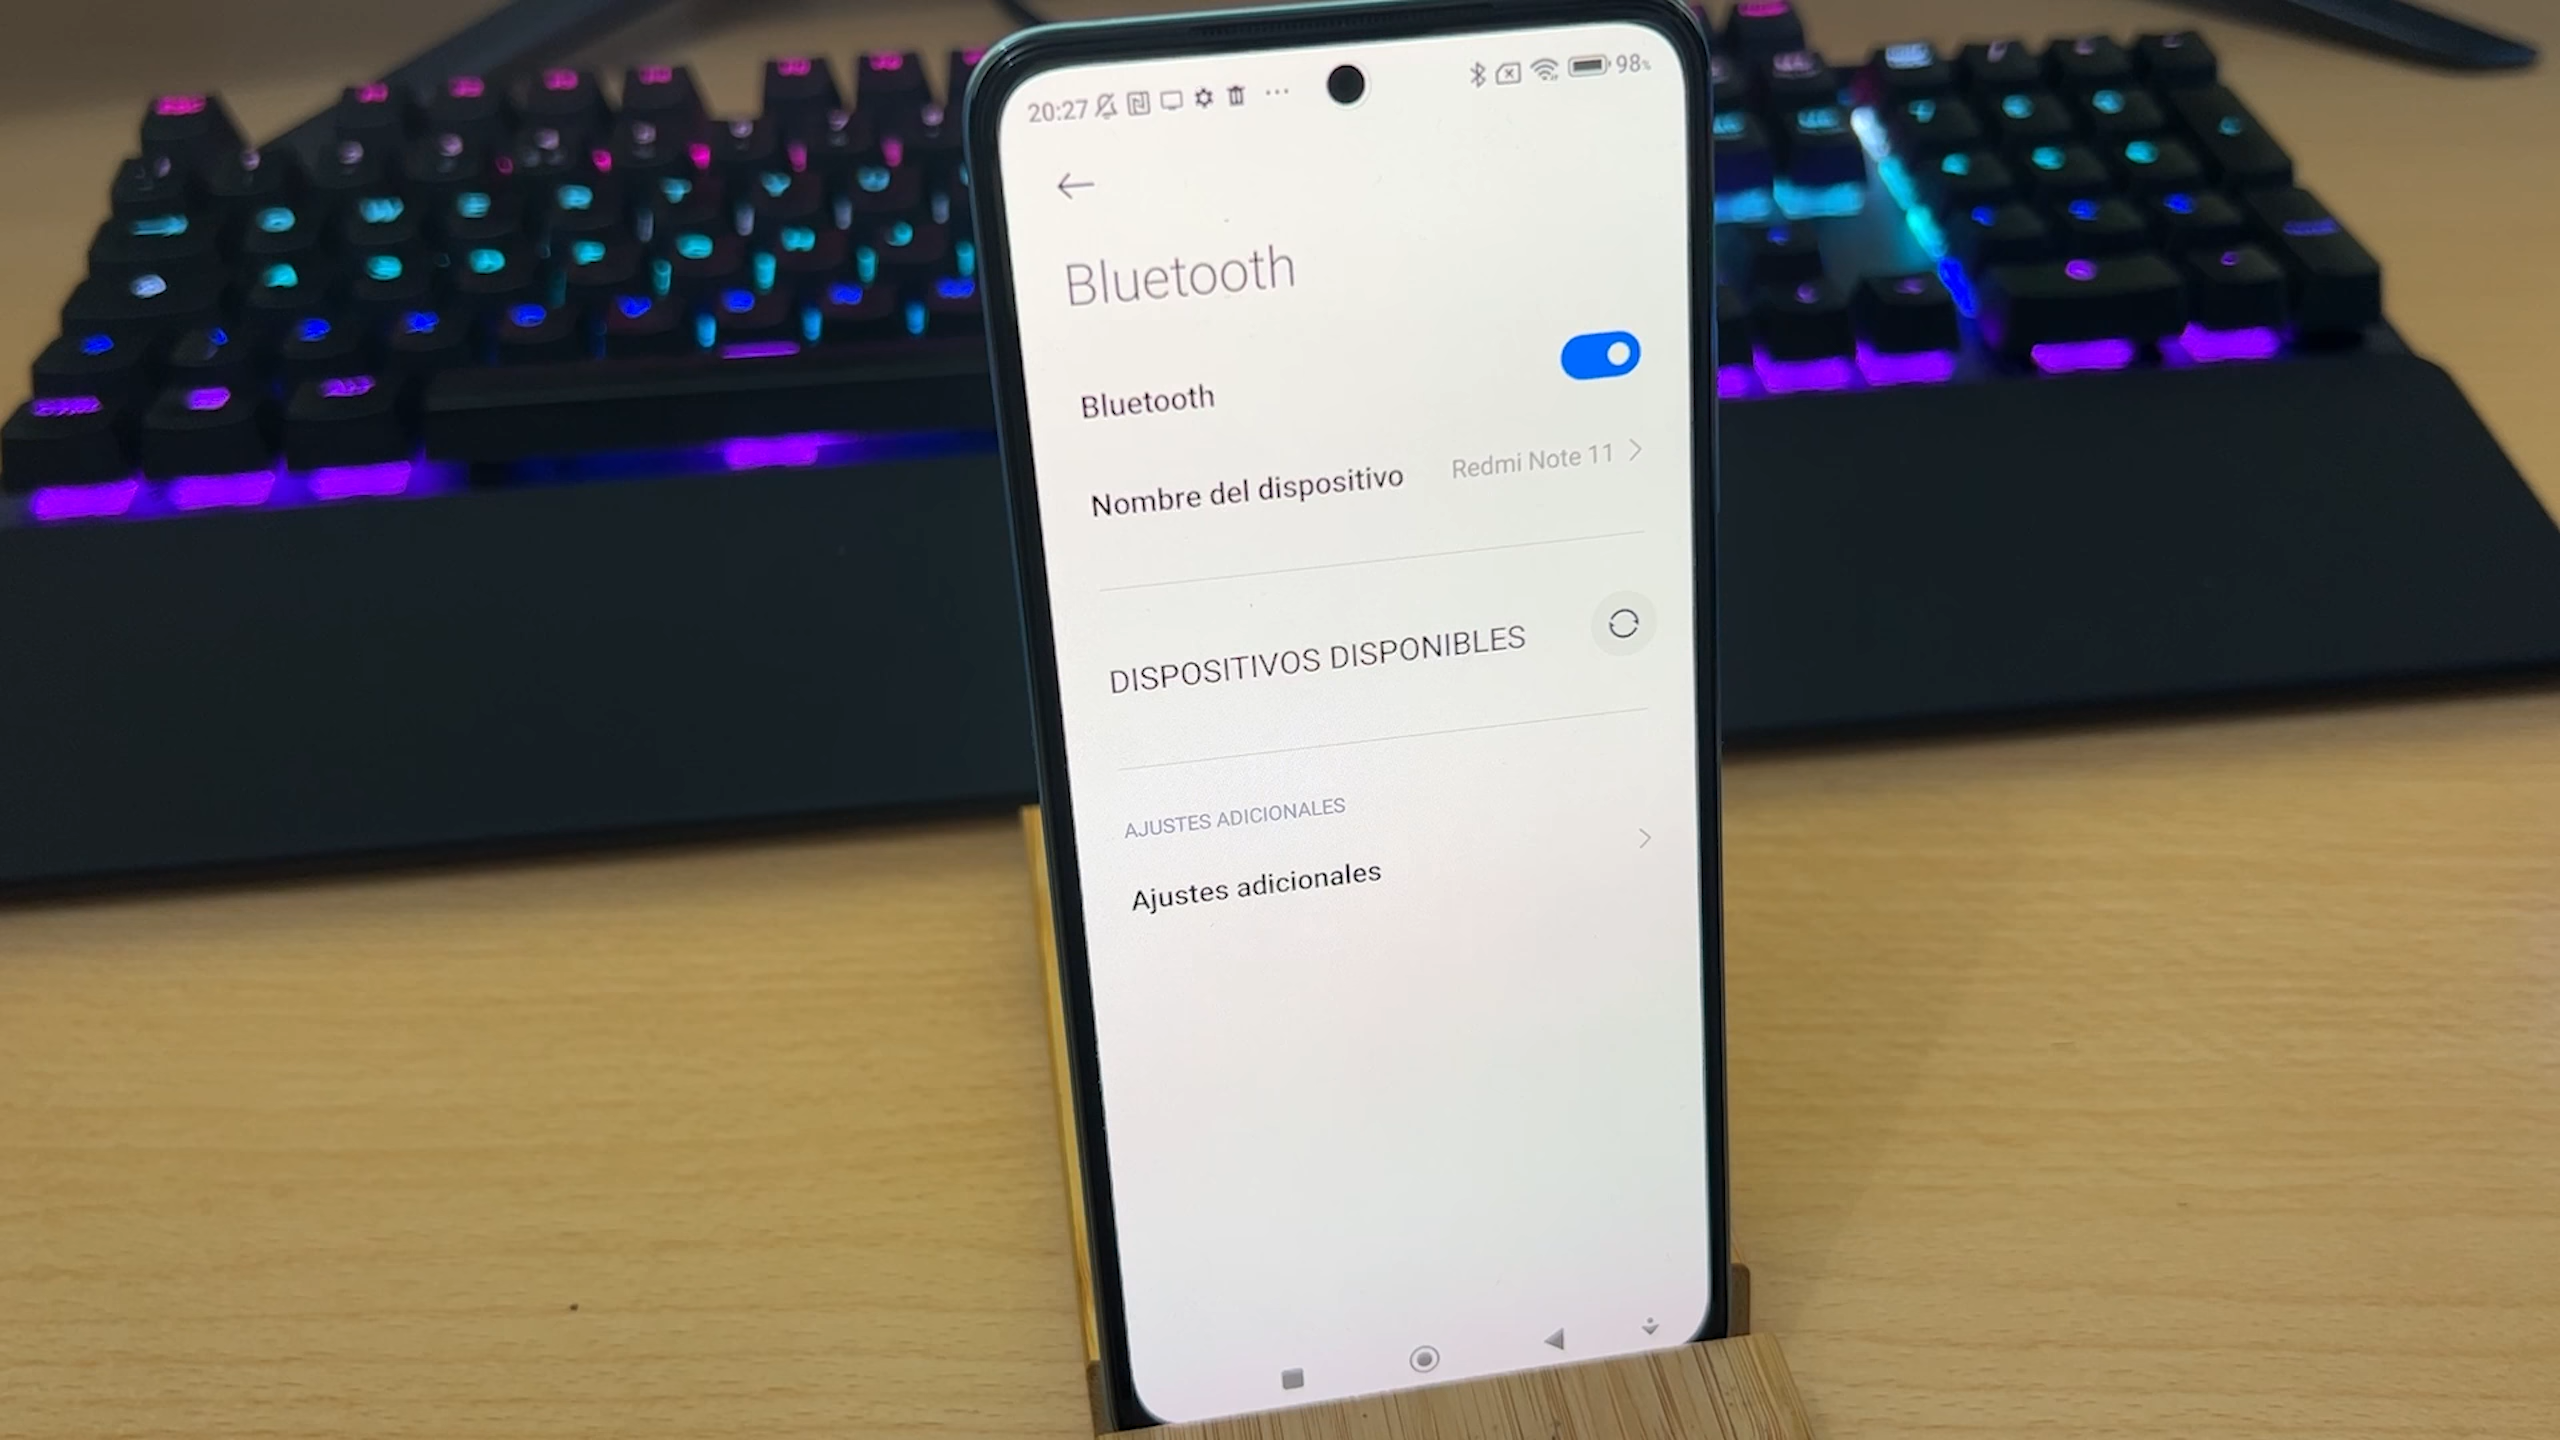 20:27
98%
Bluetooth
Bluetooth
Nombre del dispositivo Redmi Note 11
DISPOSITIVOS DISPONIBLES
AJUSTES ADICIONALES
Ajustes adicionales